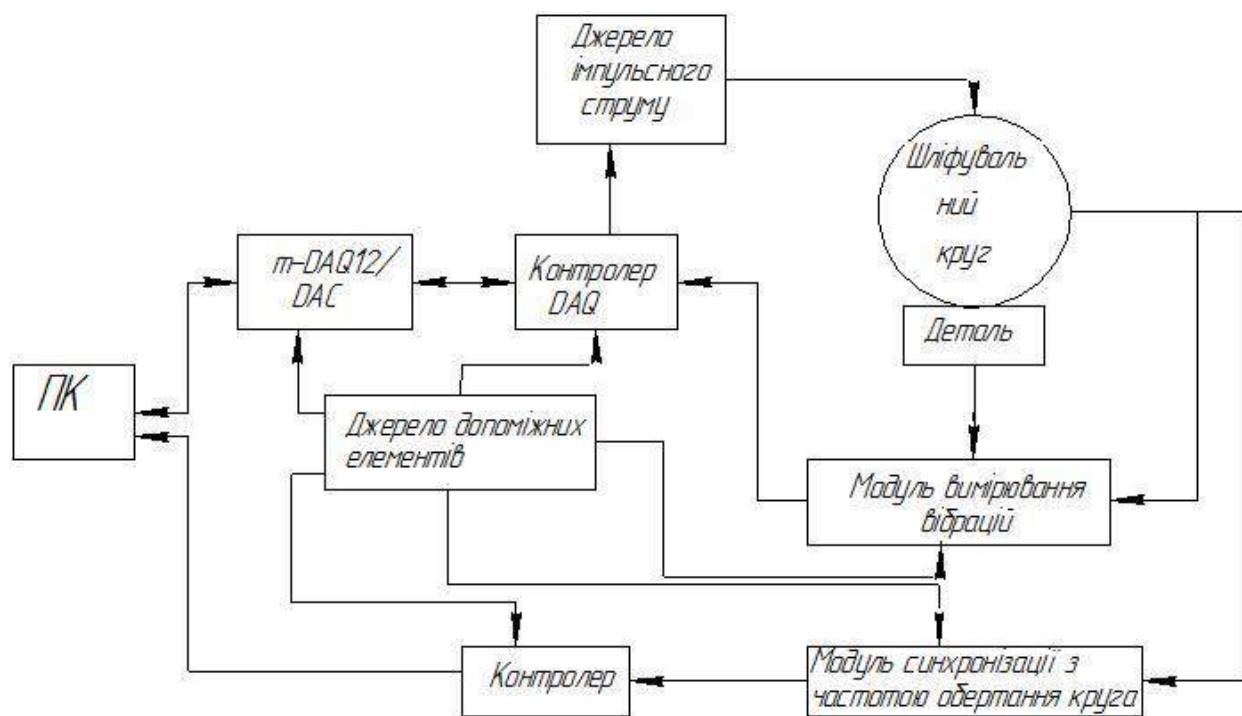 Джерело
імпульсного
струму
Шліфуваль
ний
круг
m-DAQ12/
DAC
Контролер
DAQ
Деталь
ПК
Джерело допоміжних
елементів
Модуль вимірювання
вібрацій
Контролер
Модуль синхронізації з
частотою обертання круга